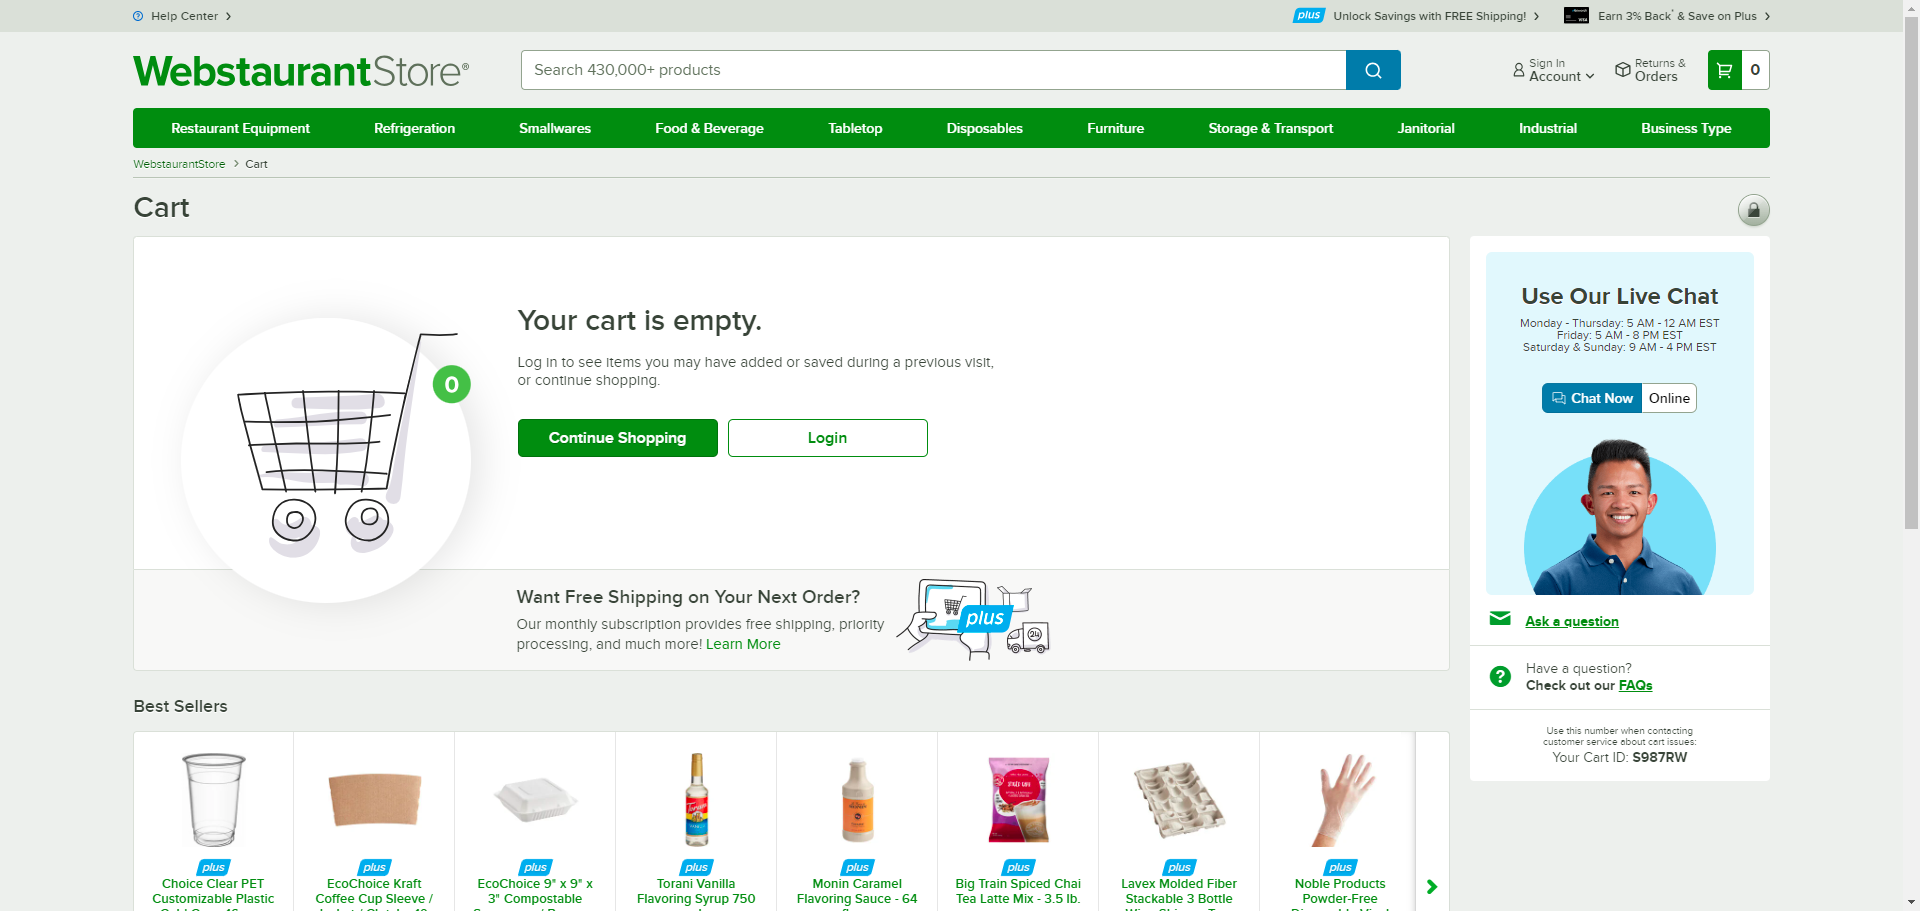 Help Center
plus Unlock Savings with FREE Shipping!
Earn 3% Back* & Save on Plus
WebstaurantStore®
Search 430,000+ products
Sign In
Account
Returns &
Orders
0
Restaurant Equipment Refrigeration Smallwares Food & Beverage Tabletop Disposables Furniture Storage & Transport Janitorial Industrial Business Type
WebstaurantStore Cart
Cart
0
Your cart is empty.
Log in to see items you may have added or saved during a previous visit,
or continue shopping.
Continue Shopping Login
Want Free Shipping on Your Next Order?
Our monthly subscription provides free shipping, priority
processing, and much more! Learn More
plus
24
Use Our Live Chat
Monday - Thursday: 5 AM - 12 AM EST
Friday: 5 AM - 8 PM EST
Saturday & Sunday: 9 AM - 4 PM EST
Chat Now Online
Ask a question
Have a question?
Check out our FAQs
Use this number when contacting
customer service about cart issues:
Your Cart ID: S987RW
Best Sellers
plus
Choice Clear PET
Customizable Plastic
plus
EcoChoice Kraft
Coffee Cup Sleeve /
plus
EcoChoice 9" x 9" x
3" Compostable
Torani
plus
Torani Vanilla
Flavoring Syrup 750
plus
Monin Caramel
Flavoring Sauce - 64
plus
Big Train Spiced Chai
Tea Latte Mix - 3.5 lb.
plus
Lavex Molded Fiber
Stackable 3 Bottle
plus
Noble Products
Powder-Free